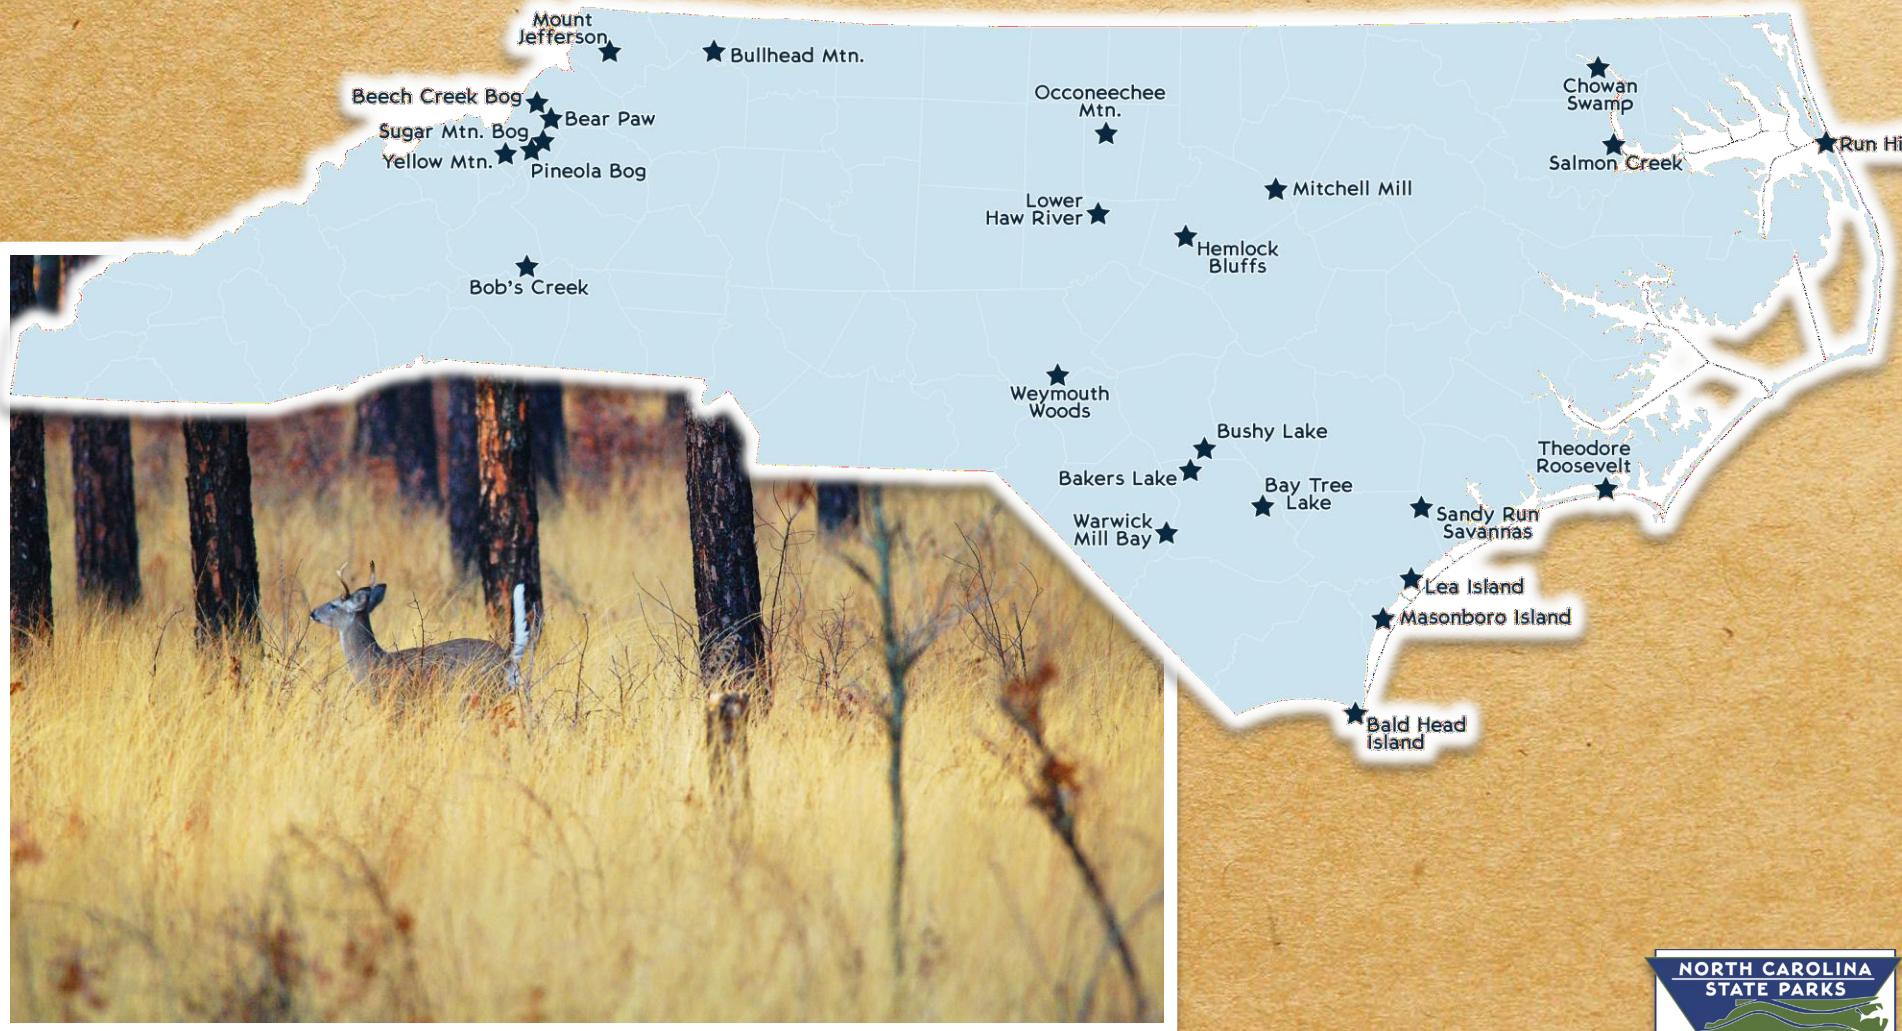 Mount
Jefferson
Bullhead Mtn.
Beech Creek Bog
Bear Paw
Sugar Mtn. Bog
Yellow Mtn.
Pineola Bog
Bob's Creek
Occoneechee
Mtn.
Lower
Haw River
Mitchell Mill
Hemlock
Bluffs
Chowan
Swamp
Salmon Creek
Run Hi
Weymouth
Woods
Bushy Lake
Bakers Lake
Bay Tree
Lake
Warwick
Mill Bay
Theodore
Roosevelt
Sandy Run
Savannas
Lea Island
Masonboro Island
Bald Head
Island
NORTH CAROLINA
STATE PARKS